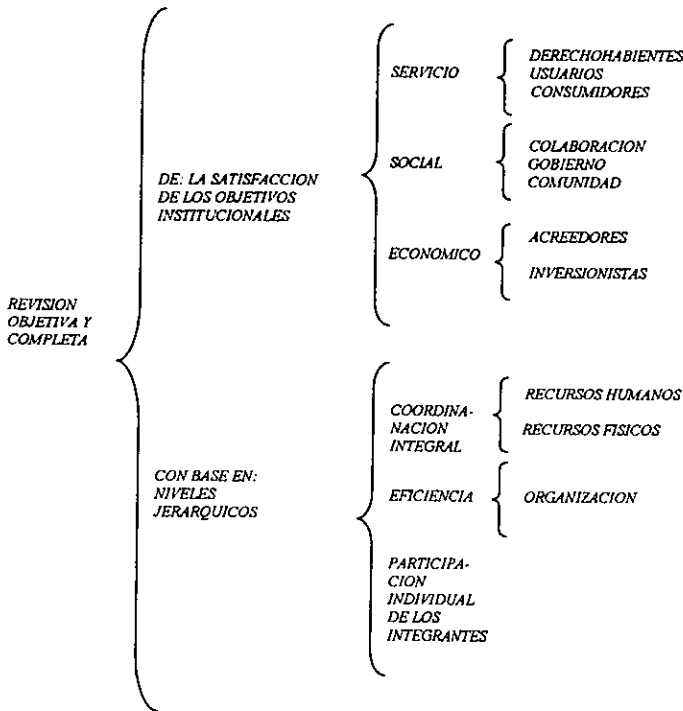 REVISION
OBJETIVA Y
COMPLETA
DE: LA SATISFACCION
DE LOS OBJETIVOS
INSTITUCIONALES
SERVICIO
DERECHOHABIENTES
USUARIOS
CONSUMIDORES
SOCIAL
COLABORACION
GOBIERNO
COMUNIDAD
ECONOMICO
ACREEDORES
INVERSIONISTAS
CON BASE EN:
NIVELES
JERARQUICOS
COORDINA-
NACION
INTEGRAL
RECURSOS HUMANOS
RECURSOS FISICOS
EFICIENCIA
ORGANIZACION
PARTICIPA-
CION
INDIVIDUAL
DE LOS
INTEGRANTES